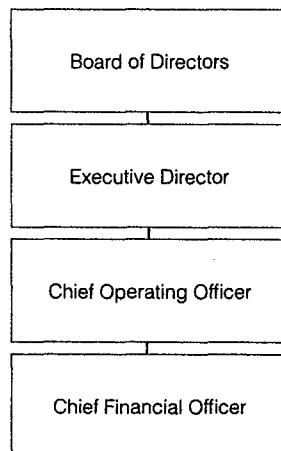 Board of Directors
Executive Director
Chief Operating Officer
Chief Financial Officer